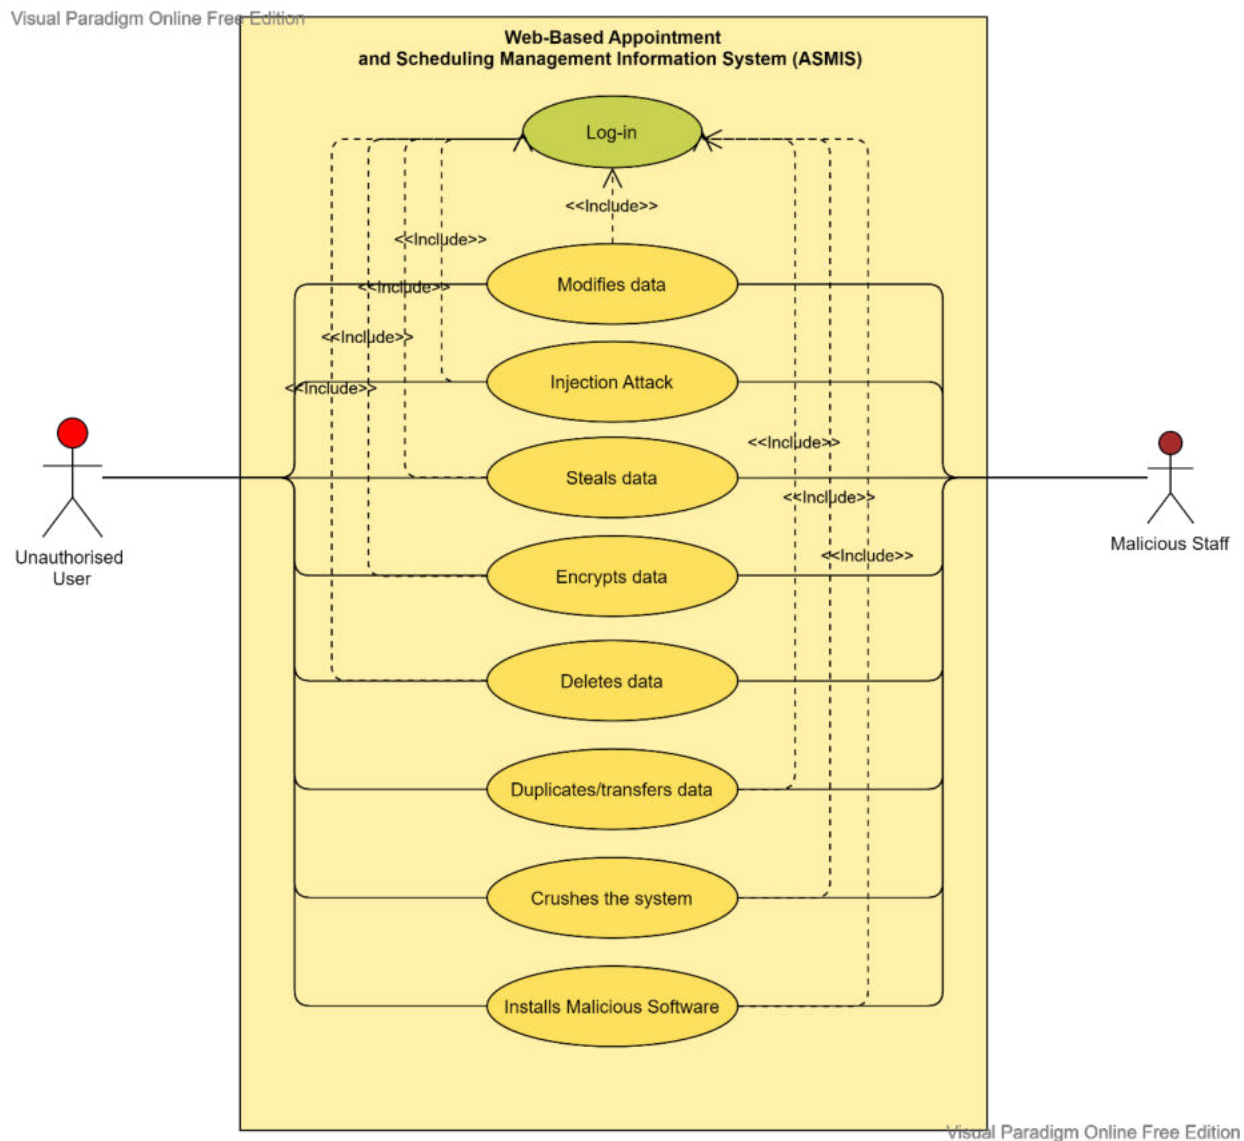 Visual Paradigm Online Free Edition
Web-Based Appointment
and Scheduling Management Information System (ASMIS)
Log-in
<<Include>>
<<Include>>
Modifies data
<<Include>>
<<Include>>
Injection Attack
<<Include>>
<<Include>>
Steals data
<<Include>>
Unauthorised
User
Malicious Staff
<<Include>>
Encrypts data
Deletes data
Duplicates/transfers data
Crushes the system
Installs Malicious Software
Visual Paradigm Online Free Edition